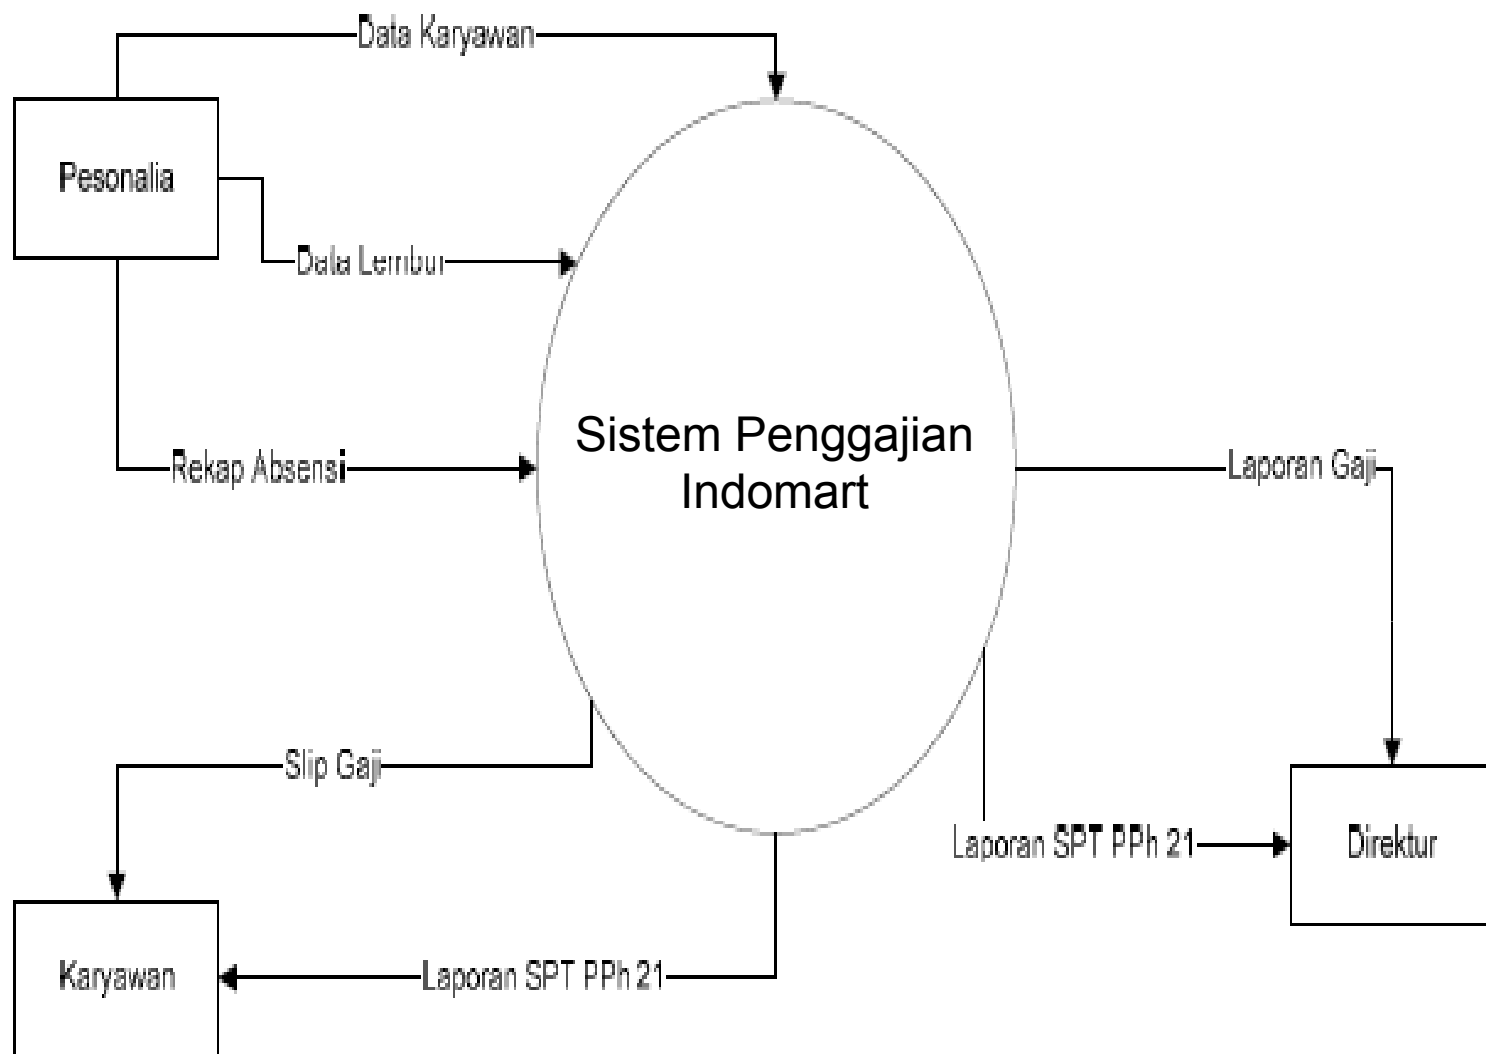 Data Karyawan
Pesonalia
Data Lembur
Sistem Penggajian
Indomart
Rekap Absensi
Laporan Gaji
Slip Gaji
Laporan SPT PPh 21
Direktur
Karyawan
Laporan SPT PPh 21